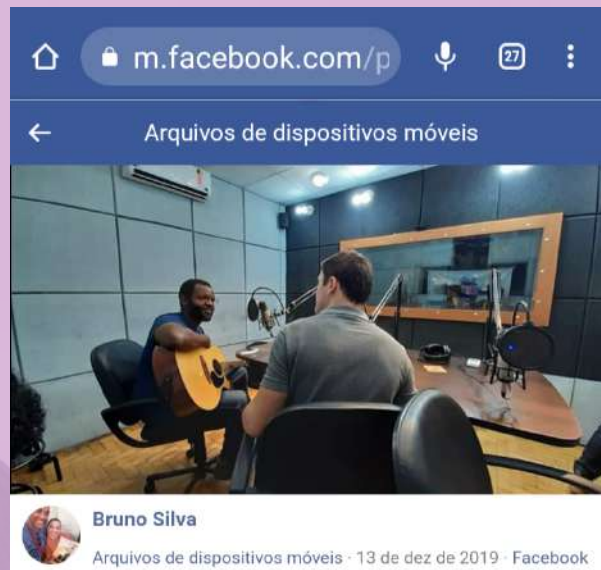 m.facebook.com/p
27
Arquivos de dispositivos móveis
Bruno Silva
Arquivos de dispositivos móveis · 13 de dez de 2019 · Facebook